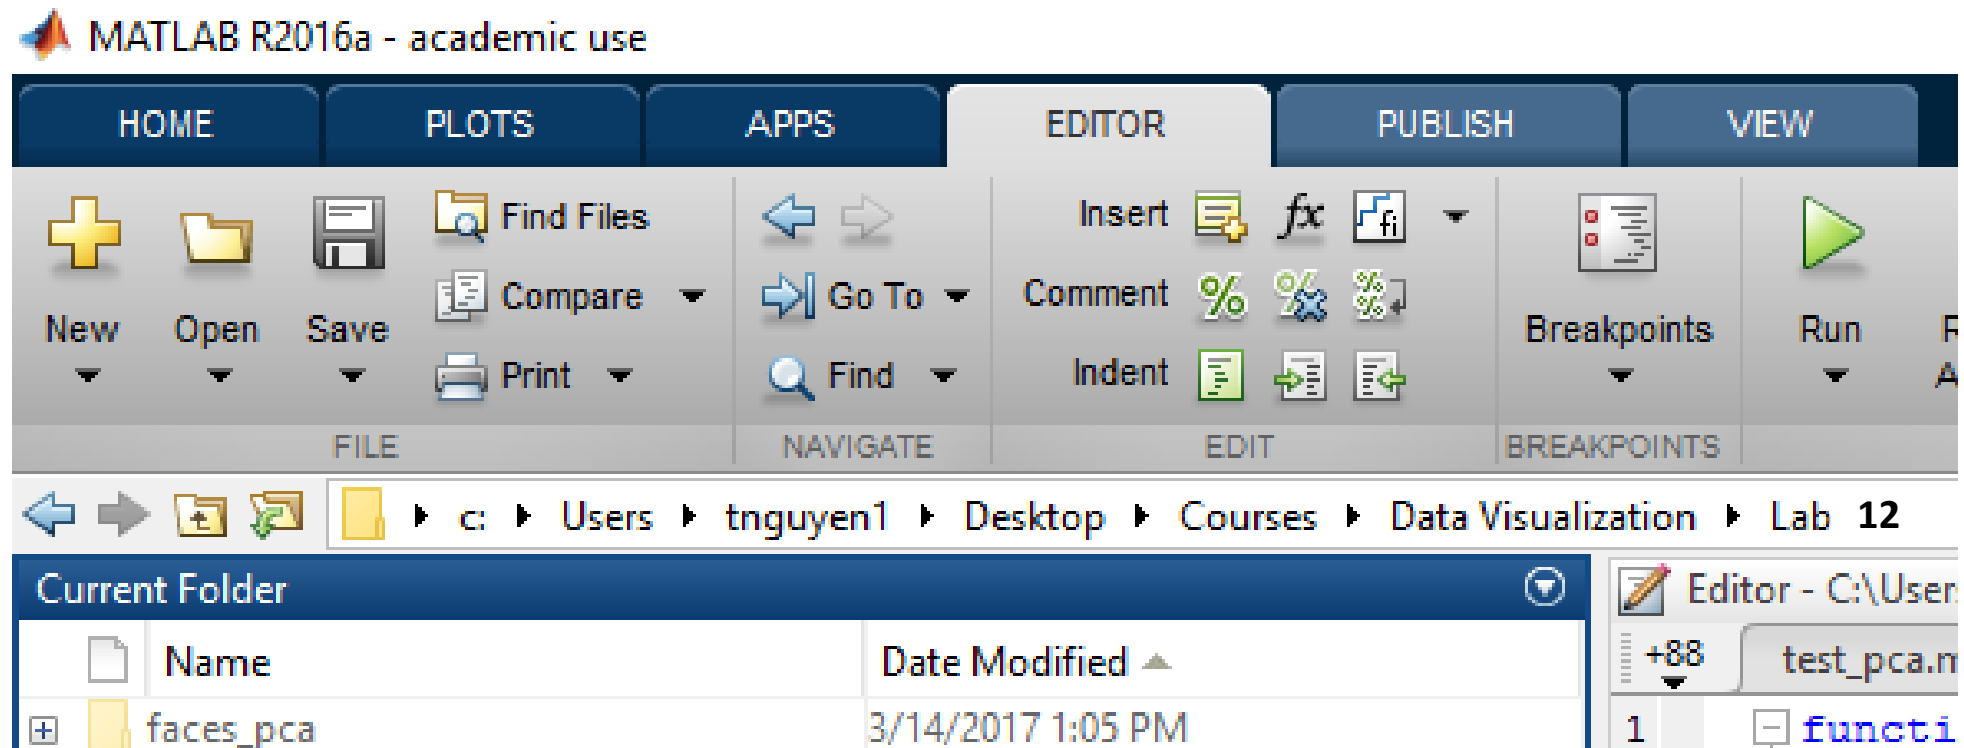 MATLAB R2016a - academic use
HOME PLOTS APPS EDITOR PUBLISH VIEW
Find Files Insert fx fi
Compare Go To Comment % % %
New Open Save Breakpoints Run
Print Find Indent
FILE NAVIGATE EDIT BREAKPOINTS
c: Users tnguyen1 Desktop Courses Data Visualization Lab 12
Current Folder Editor - C:\User
Name Date Modified +88 test_pca.m
faces_pca 3/14/2017 1:05 PM 1 functi